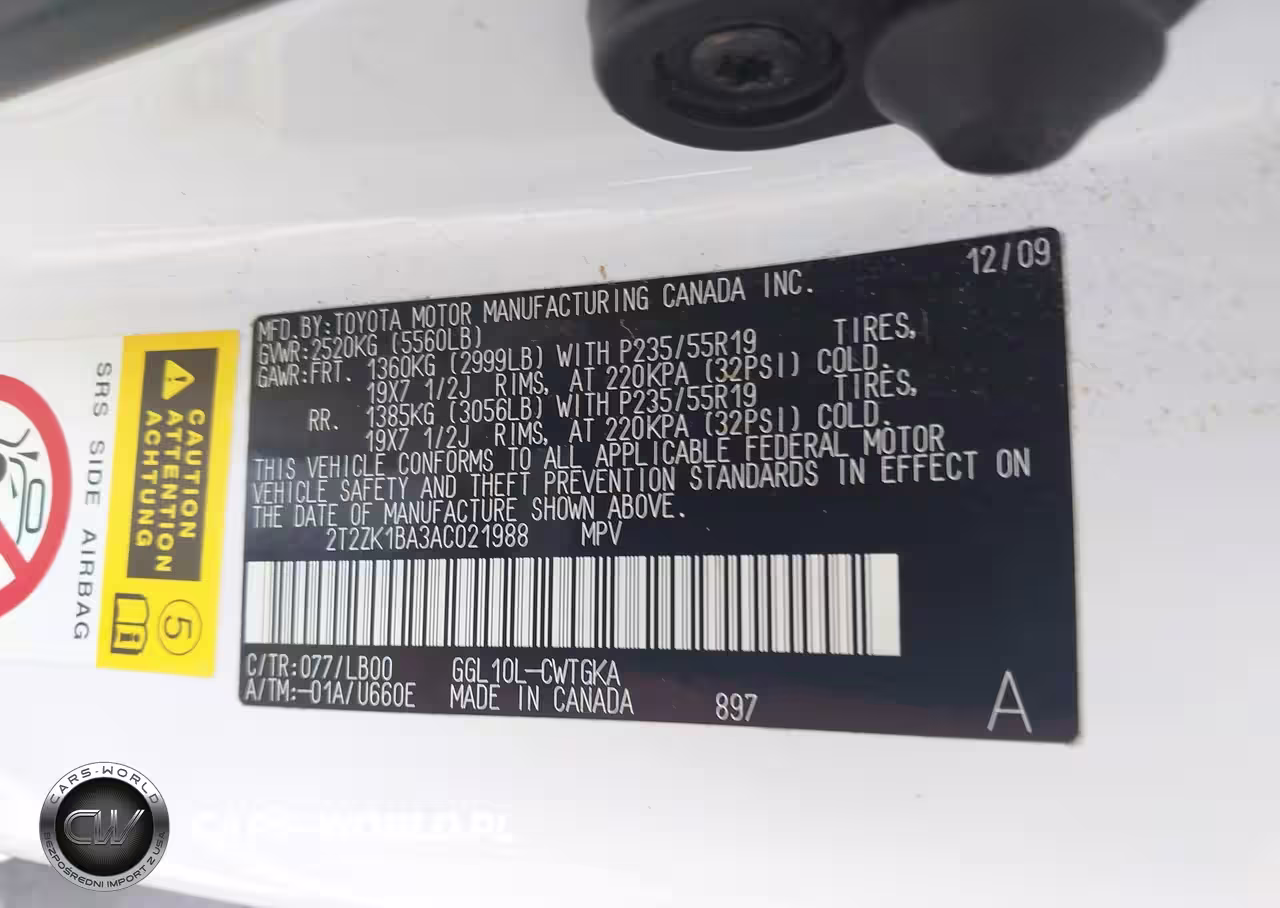 12/09
MFD. BY: TOYOTA MOTOR MANUFACTURING CANADA INC.
GVWR: 2520KG (5560LB)
GAWR: FRT. 1360KG (2999LB) WITH P235/55R19 TIRES,
19X7 1/2J RIMS, AT 220KPA (32PSI) COLD.
RR. 1385KG (3056LB) WITH P235/55R19 TIRES,
19X7 1/2J RIMS, AT 220KPA (32PSI) COLD.
THIS VEHICLE CONFORMS TO ALL APPLICABLE FEDERAL MOTOR
VEHICLE SAFETY AND THEFT PREVENTION STANDARDS IN EFFECT ON
THE DATE OF MANUFACTURE SHOWN ABOVE.
2T2ZK1BA3AC021988 MPV
C/TR: 077/LB00 GGL10L-CWTGKA
A/TM: -01A/U660E MADE IN CANADA 897 A
SRS SIDE AIRBAG
CAUTION
ATTENTION
ACHTUNG
5
CARS-WORLD
CW
BEZPOŚREDNI IMPORT Z USA
CARS-WORLD.PL